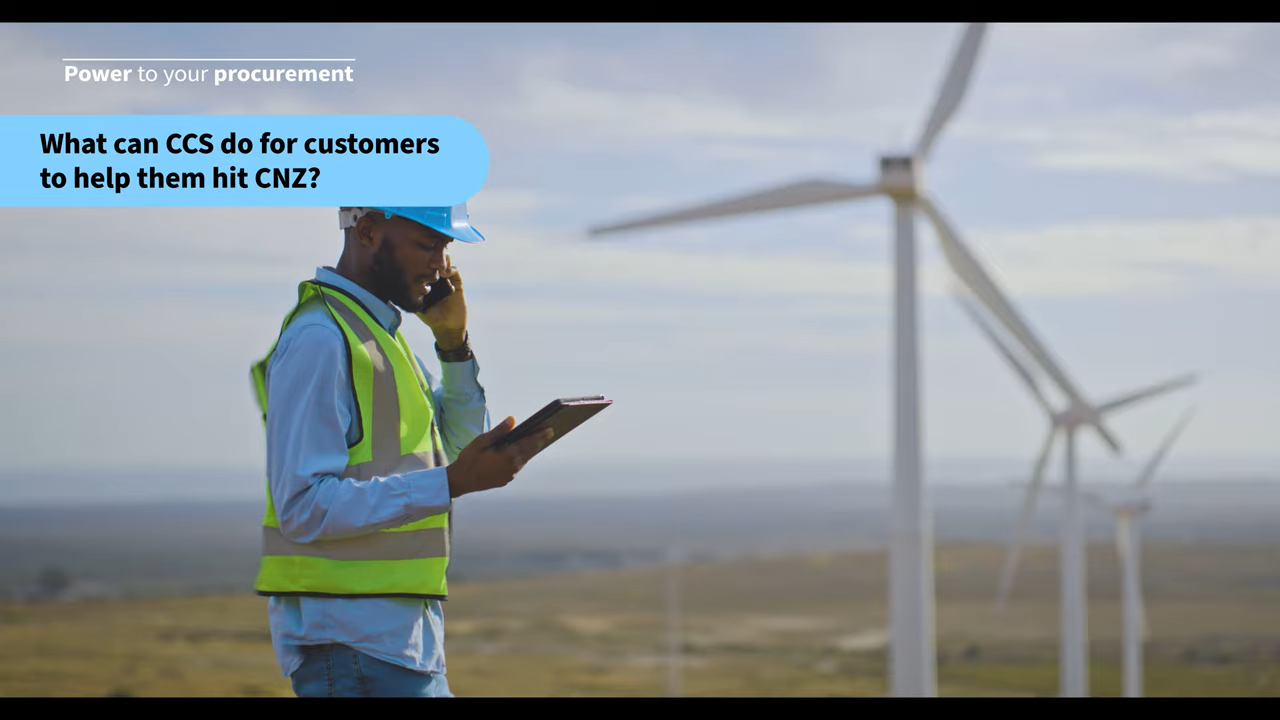 Power to your procurement
What can CCS do for customers
to help them hit CNZ?